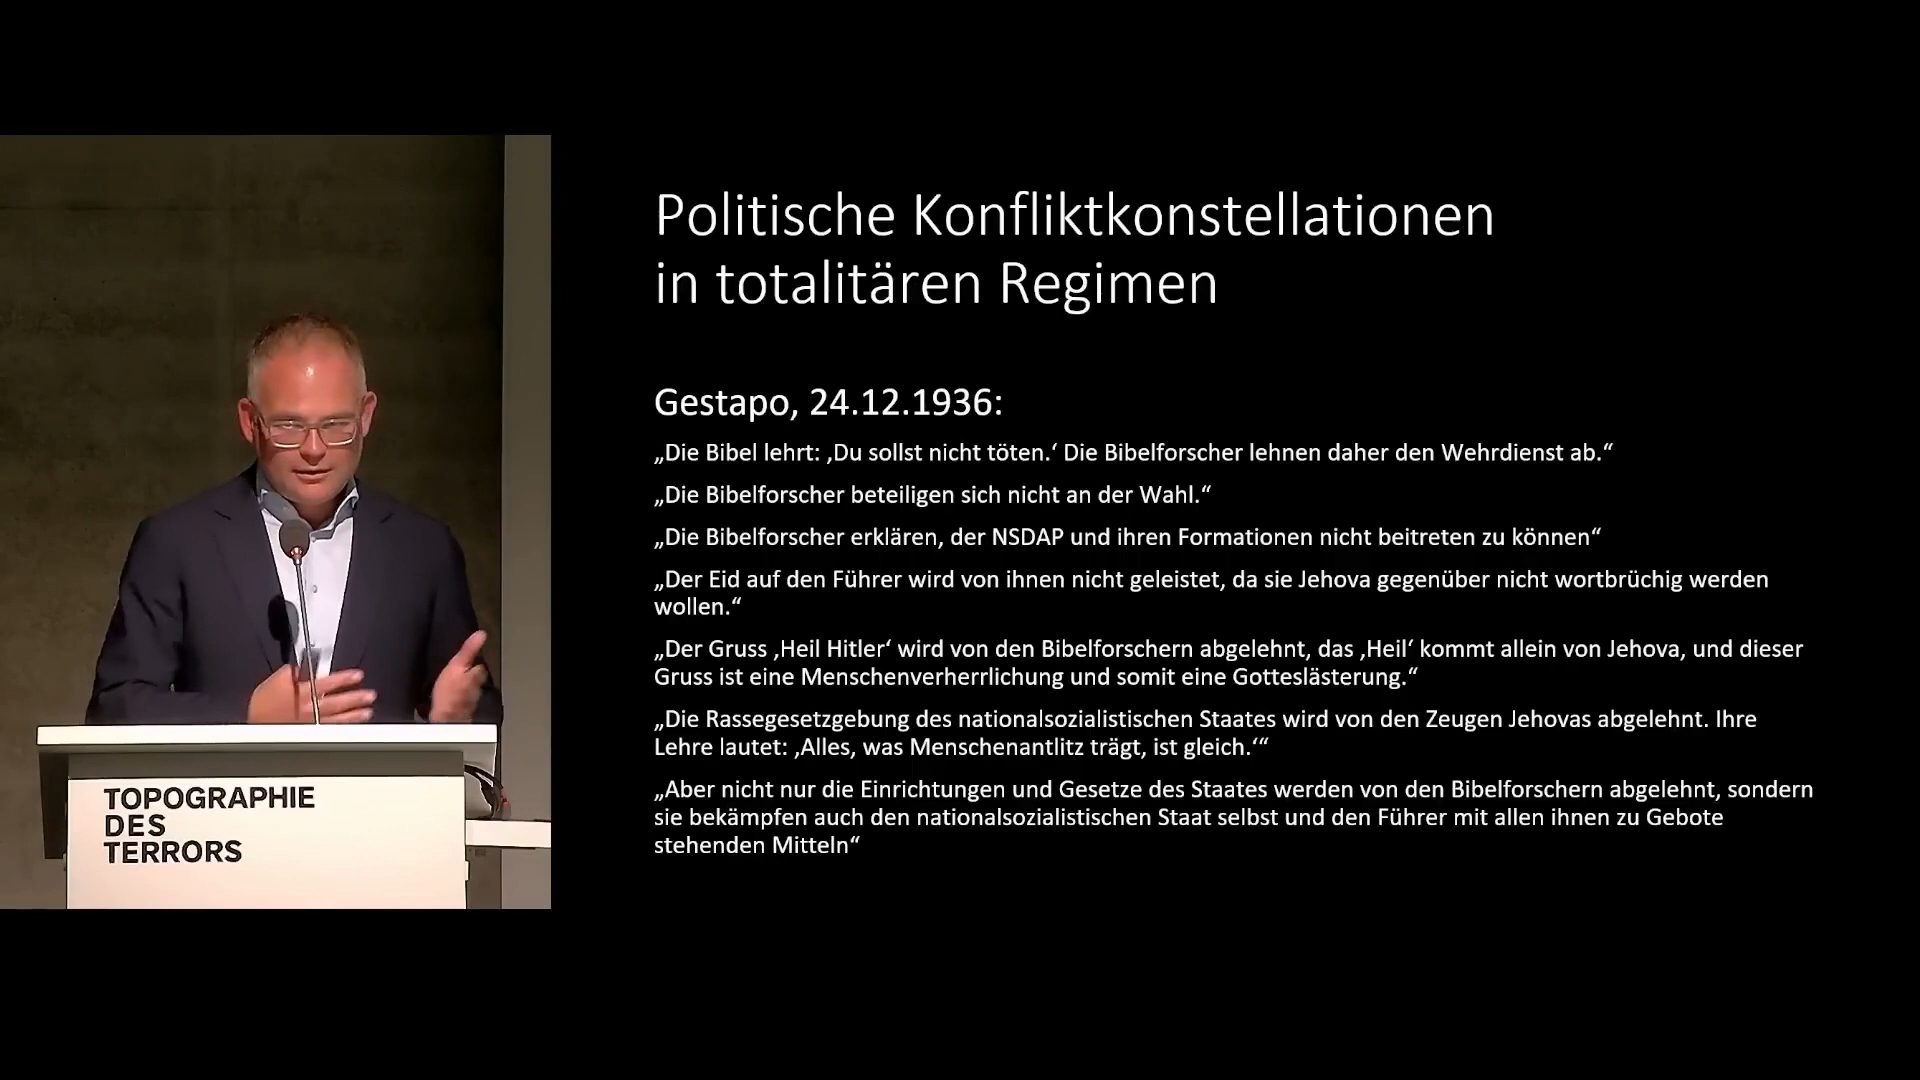 Politische Konfliktkonstellationen
in totalitären Regimen
Gestapo, 24.12.1936:
„Die Bibel lehrt: ‚Du sollst nicht töten.‘ Die Bibelforscher lehnen daher den Wehrdienst ab.“
„Die Bibelforscher beteiligen sich nicht an der Wahl.“
„Die Bibelforscher erklären, der NSDAP und ihren Formationen nicht beitreten zu können“
„Der Eid auf den Führer wird von ihnen nicht geleistet, da sie Jehova gegenüber nicht wortbrüchig werden
wollen.“
„Der Gruss ‚Heil Hitler‘ wird von den Bibelforschern abgelehnt, das ‚Heil‘ kommt allein von Jehova, und dieser
Gruss ist eine Menschenverherrlichung und somit eine Gotteslästerung.“
„Die Rassegesetzgebung des nationalsozialistischen Staates wird von den Zeugen Jehovas abgelehnt. Ihre
Lehre lautet: ‚Alles, was Menschenantlitz trägt, ist gleich.‘“
„Aber nicht nur die Einrichtungen und Gesetze des Staates werden von den Bibelforschern abgelehnt, sondern
sie bekämpfen auch den nationalsozialistischen Staat selbst und den Führer mit allen ihnen zu Gebote
stehenden Mitteln“
TOPOGRAPHIE
DES
TERRORS